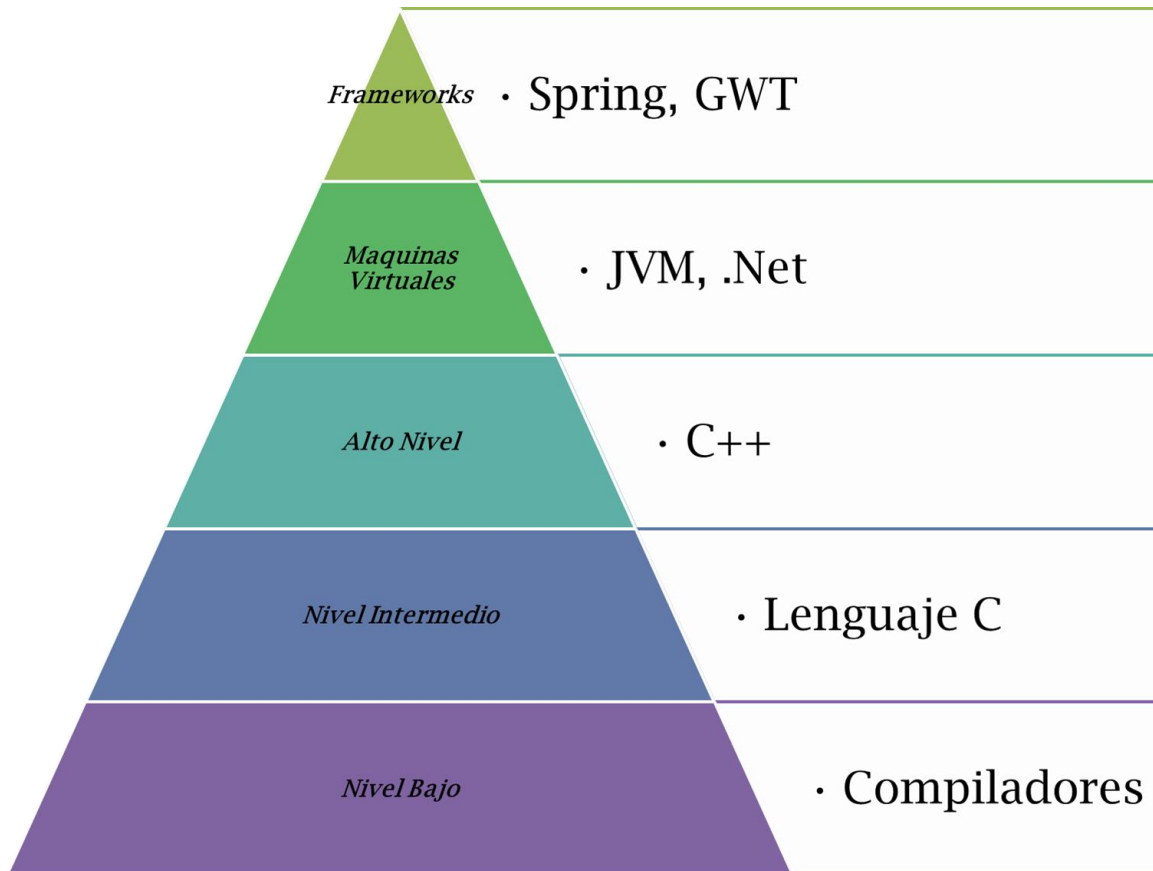 Frameworks · Spring, GWT
Maquinas
Virtuales
· JVM, .Net
Alto Nivel · C++
Nivel Intermedio · Lenguaje C
Nivel Bajo · Compiladores